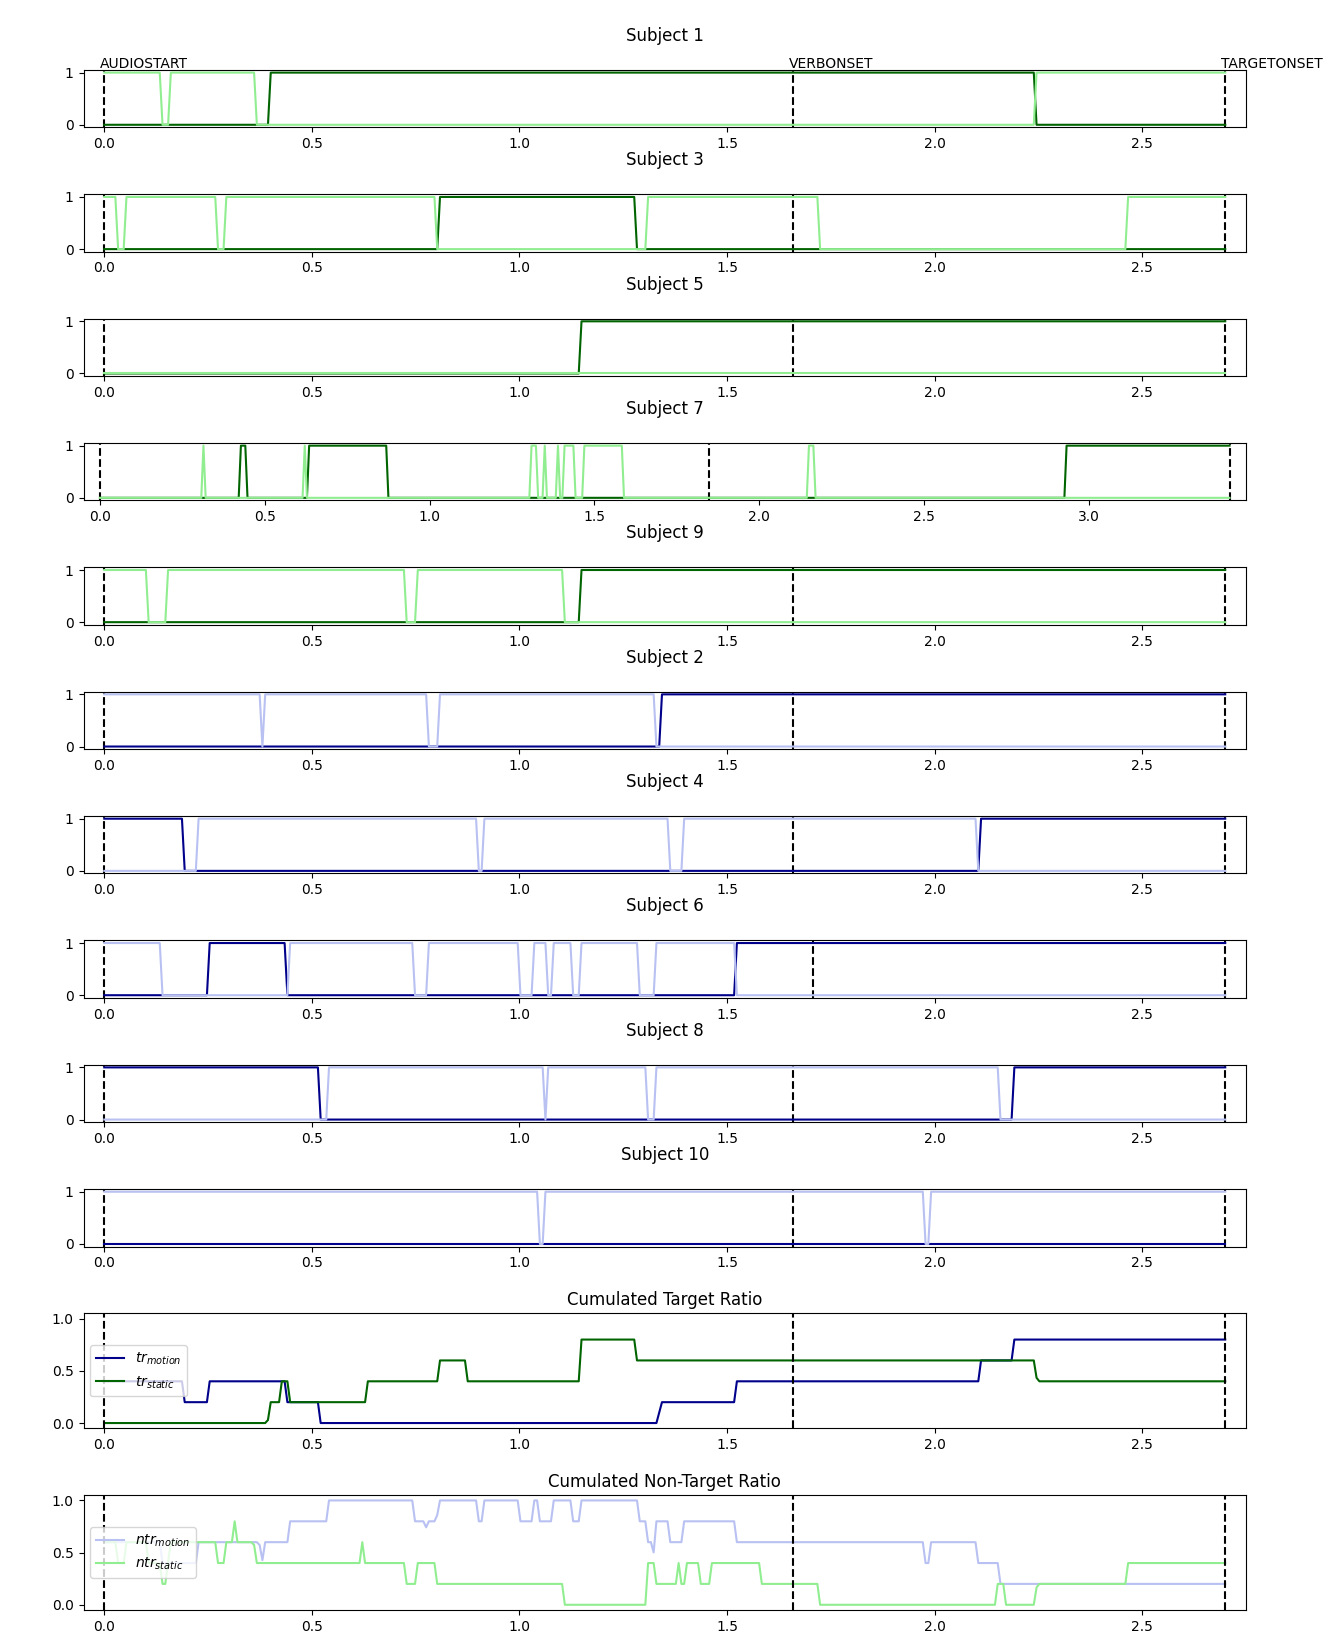 Subject 1
AUDIOSTART VERBONSET TARGETONSET
1
0
0.0 0.5 1.0 1.5 2.0 2.5
Subject 3
1
0
0.0 0.5 1.0 1.5 2.0 2.5
Subject 5
1
0
0.0 0.5 1.0 1.5 2.0 2.5
Subject 7
1
0
0.0 0.5 1.0 1.5 2.0 2.5 3.0
Subject 9
1
0
0.0 0.5 1.0 1.5 2.0 2.5
Subject 2
1
0
0.0 0.5 1.0 1.5 2.0 2.5
Subject 4
1
0
0.0 0.5 1.0 1.5 2.0 2.5
Subject 6
1
0
0.0 0.5 1.0 1.5 2.0 2.5
Subject 8
1
0
0.0 0.5 1.0 1.5 2.0 2.5
Subject 10
1
0
0.0 0.5 1.0 1.5 2.0 2.5
Cumulated Target Ratio
1.0
tr_motion
0.5
tr_static
0.0
0.0 0.5 1.0 1.5 2.0 2.5
Cumulated Non-Target Ratio
1.0
ntr_motion
0.5
ntr_static
0.0
0.0 0.5 1.0 1.5 2.0 2.5